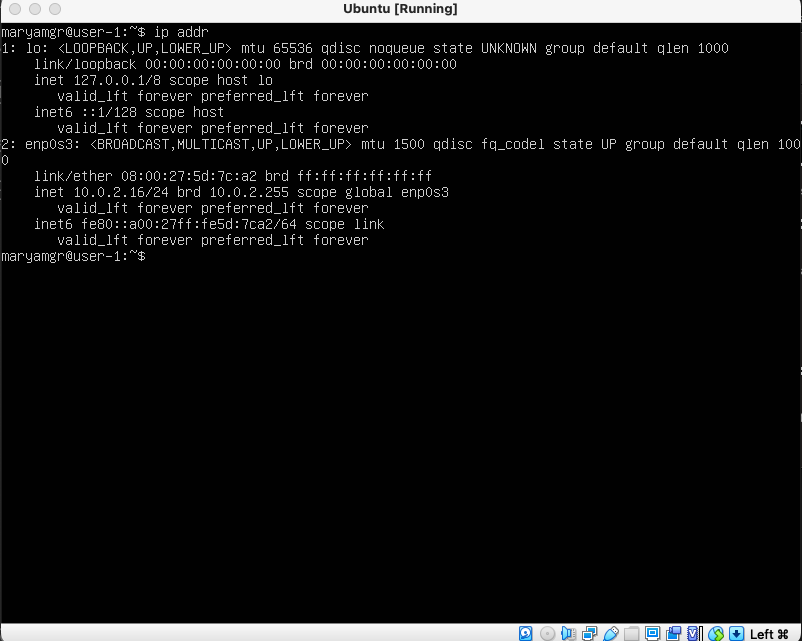 Ubuntu [Running]
maryamgr@user-1:~$ ip addr
1: lo: <LOOPBACK,UP,LOWER_UP> mtu 65536 qdisc noqueue state UNKNOWN group default qlen 1000
    link/loopback 00:00:00:00:00:00 brd 00:00:00:00:00:00
    inet 127.0.0.1/8 scope host lo
       valid_lft forever preferred_lft forever
    inet6 ::1/128 scope host
       valid_lft forever preferred_lft forever
2: enp0s3: <BROADCAST,MULTICAST,UP,LOWER_UP> mtu 1500 qdisc fq_codel state UP group default qlen 100
0
    link/ether 08:00:27:5d:7c:a2 brd ff:ff:ff:ff:ff:ff
    inet 10.0.2.16/24 brd 10.0.2.255 scope global enp0s3
       valid_lft forever preferred_lft forever
    inet6 fe80::a00:27ff:fe5d:7ca2/64 scope link
       valid_lft forever preferred_lft forever
maryamgr@user-1:~$
Left ⌘